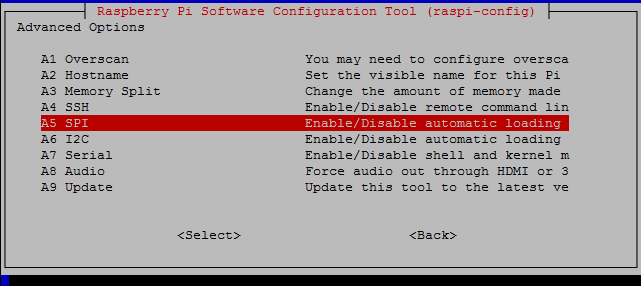 Raspberry Pi Software Configuration Tool (raspi-config)
Advanced Options
A1 Overscan You may need to configure oversca
A2 Hostname Set the visible name for this Pi
A3 Memory Split Change the amount of memory made
A4 SSH Enable/Disable remote command lin
A5 SPI Enable/Disable automatic loading
A6 I2C Enable/Disable automatic loading
A7 Serial Enable/Disable shell and kernel m
A8 Audio Force audio out through HDMI or 3
A9 Update Update this tool to the latest ve
<Select> <Back>